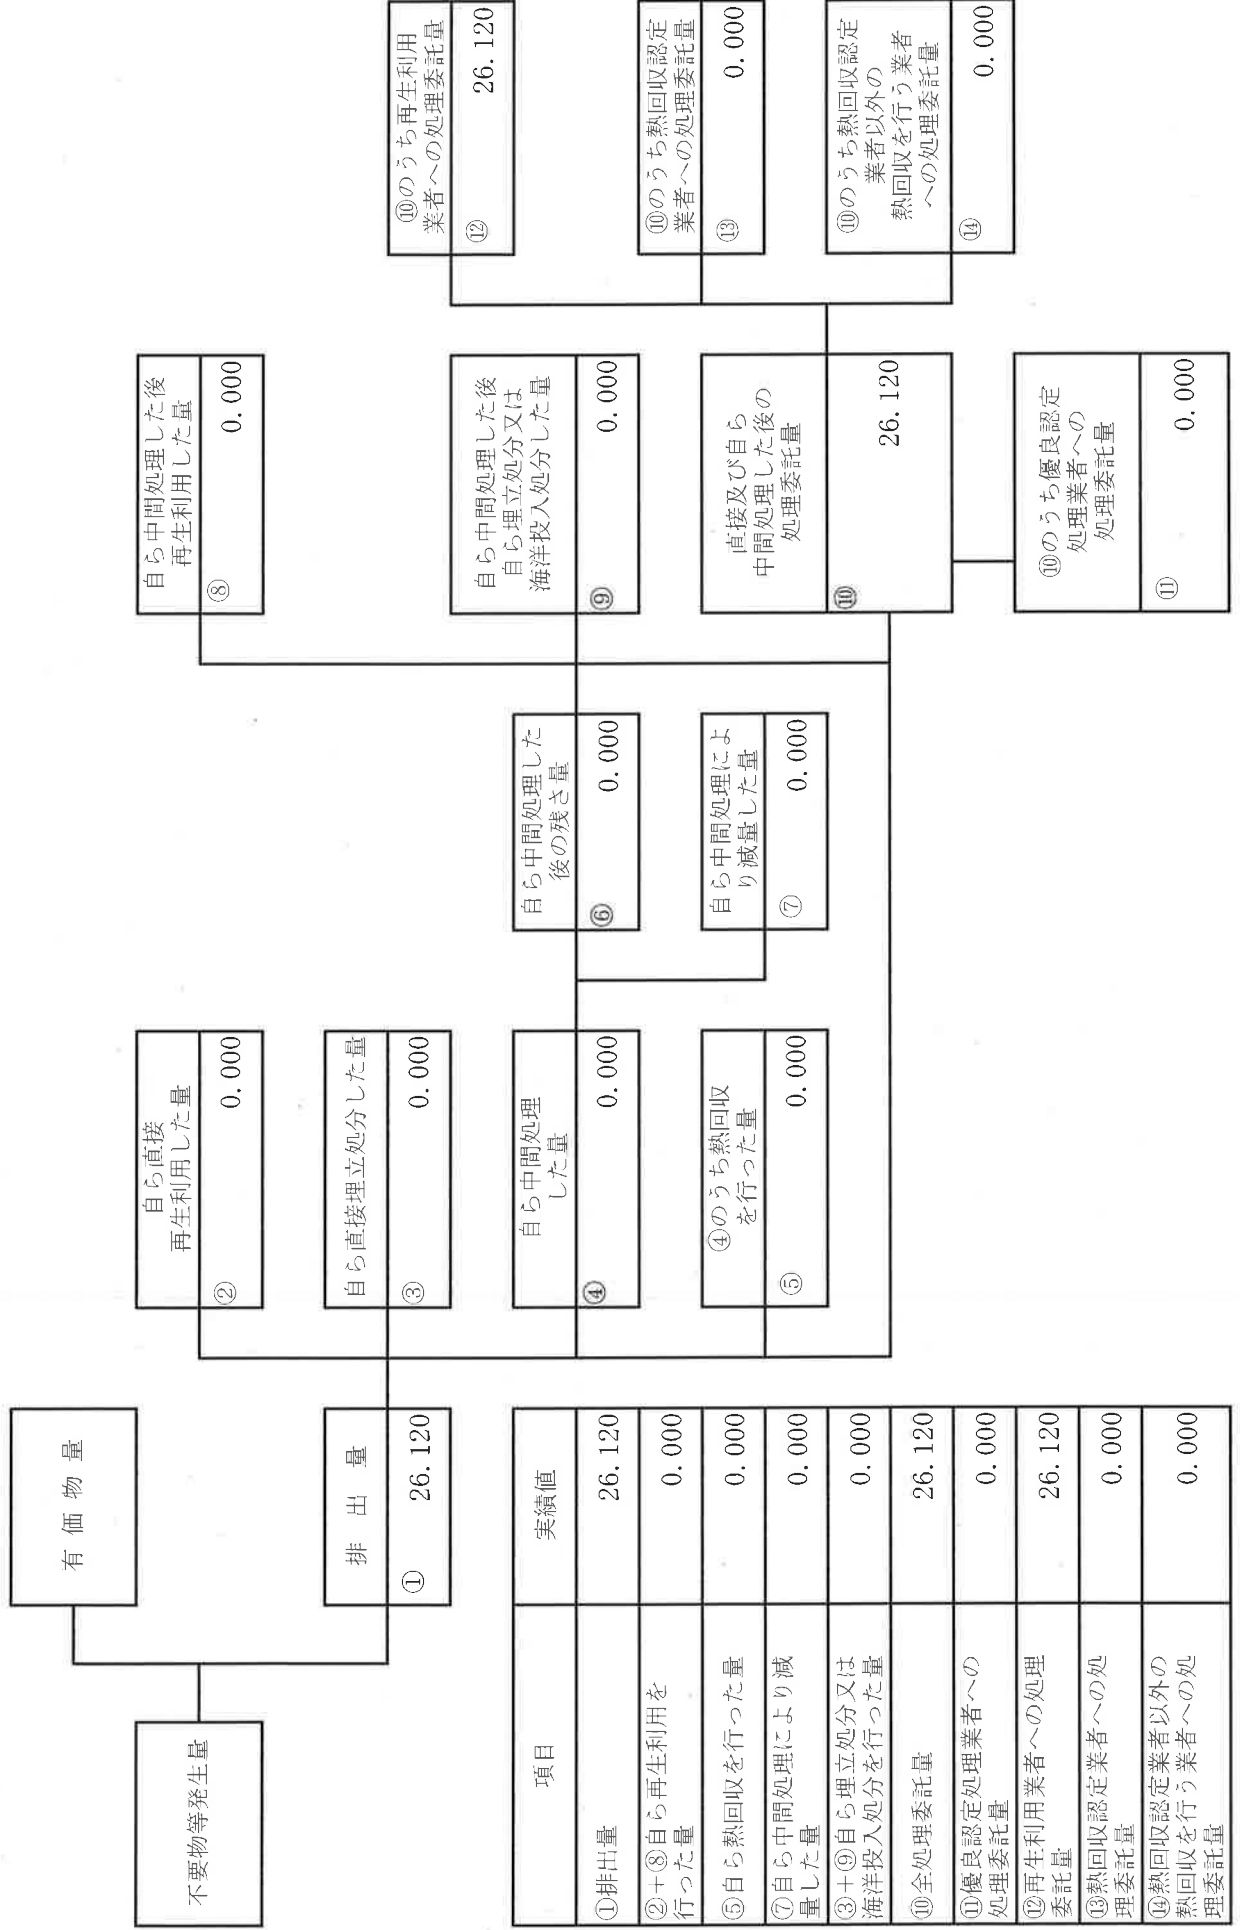 有価物量
不要物等発生量
排出量
① 26.120
自ら直接
再生利用した量
② 0.000
自ら直接埋立処分した量
③ 0.000
自ら中間処理
した量
④ 0.000
④のうち熱回収
を行った量
⑤ 0.000
自ら中間処理した
後の残さ量
⑥ 0.000
自ら中間処理によ
り減量した量
⑦ 0.000
自ら中間処理した後
再生利用した量
⑧ 0.000
自ら中間処理した後
自ら埋立処分又は
海洋投入処分した量
⑨ 0.000
直接及び自ら
中間処理した後の
処理委託量
⑩ 26.120
⑩のうち優良認定
処理業者への
処理委託量
⑪ 0.000
⑩のうち再生利用
業者への処理委託量
⑫ 26.120
⑩のうち熱回収認定
業者への処理委託量
⑬ 0.000
⑩のうち熱回収認定
業者以外の
熱回収を行う業者
への処理委託量
⑭ 0.000
項目 実績値
①排出量 26.120
②+⑧自ら再生利用を
行った量 0.000
⑤自ら熱回収を行った量 0.000
⑦自ら中間処理により減
量した量 0.000
③+⑨自ら埋立処分又は
海洋投入処分を行った量 0.000
⑩全処理委託量 26.120
⑪優良認定処理業者への
処理委託量 0.000
⑫再生利用業者への処理
委託量 26.120
⑬熱回収認定業者への処
理委託量 0.000
⑭熱回収認定業者以外の
熱回収を行う業者への処
理委託量 0.000